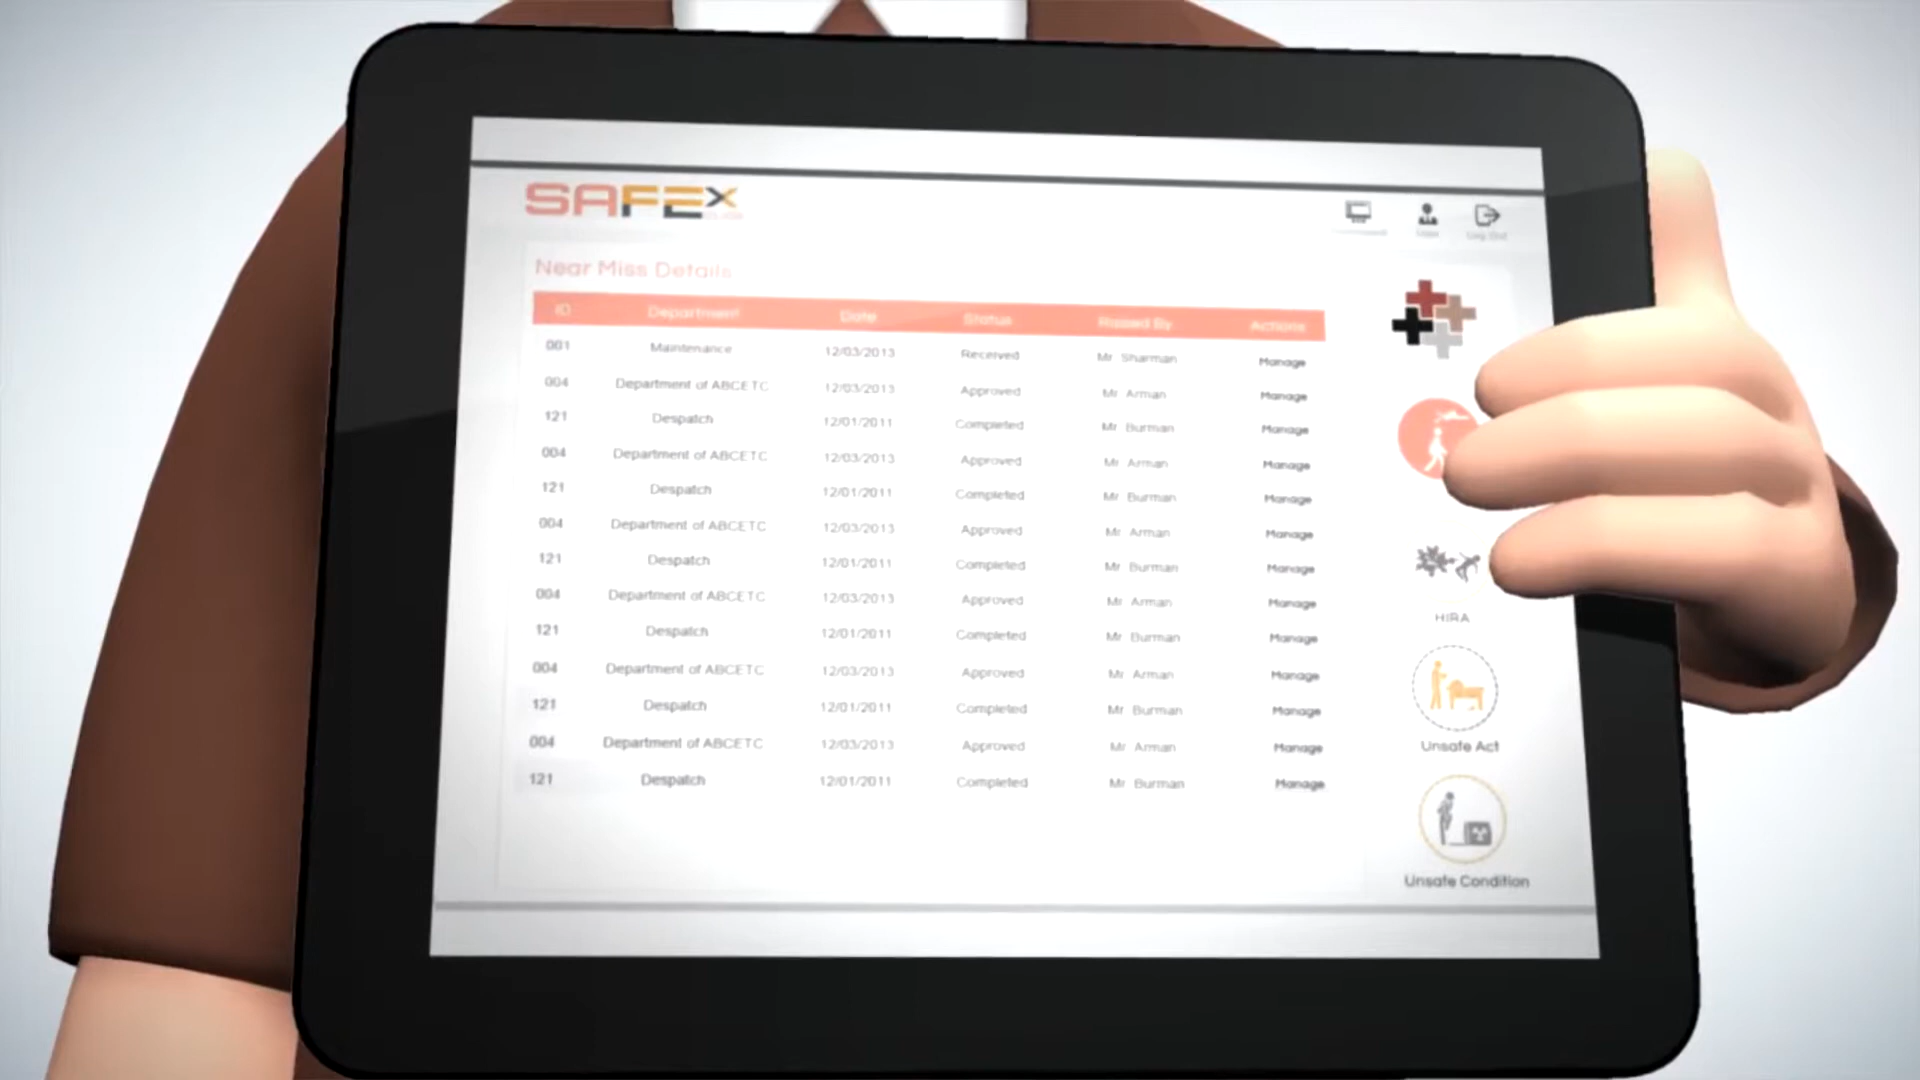 SAFEX
Log Out
Near Miss Details
ID Department Date Status Raised By Actions
001 Maintenance 12/03/2013 Received Mr Sharman Manage
004 Department of ABCETC 12/03/2013 Approved Mr Arman Manage
121 Despatch 12/01/2011 Completed Mr Burman Manage
004 Department of ABCETC 12/03/2013 Approved Mr Arman Manage
121 Despatch 12/01/2011 Completed Mr Burman Manage
004 Department of ABCETC 12/03/2013 Approved Mr Arman Manage
121 Despatch 12/01/2011 Completed Mr Burman Manage
004 Department of ABCETC 12/03/2013 Approved Mr Arman Manage
121 Despatch 12/01/2011 Completed Mr Burman Manage
004 Department of ABCETC 12/03/2013 Approved Mr Arman Manage
121 Despatch 12/01/2011 Completed Mr Burman Manage
004 Department of ABCETC 12/03/2013 Approved Mr Arman Manage
121 Despatch 12/01/2011 Completed Mr Burman Manage
HIRA
Unsafe Act
Unsafe Condition